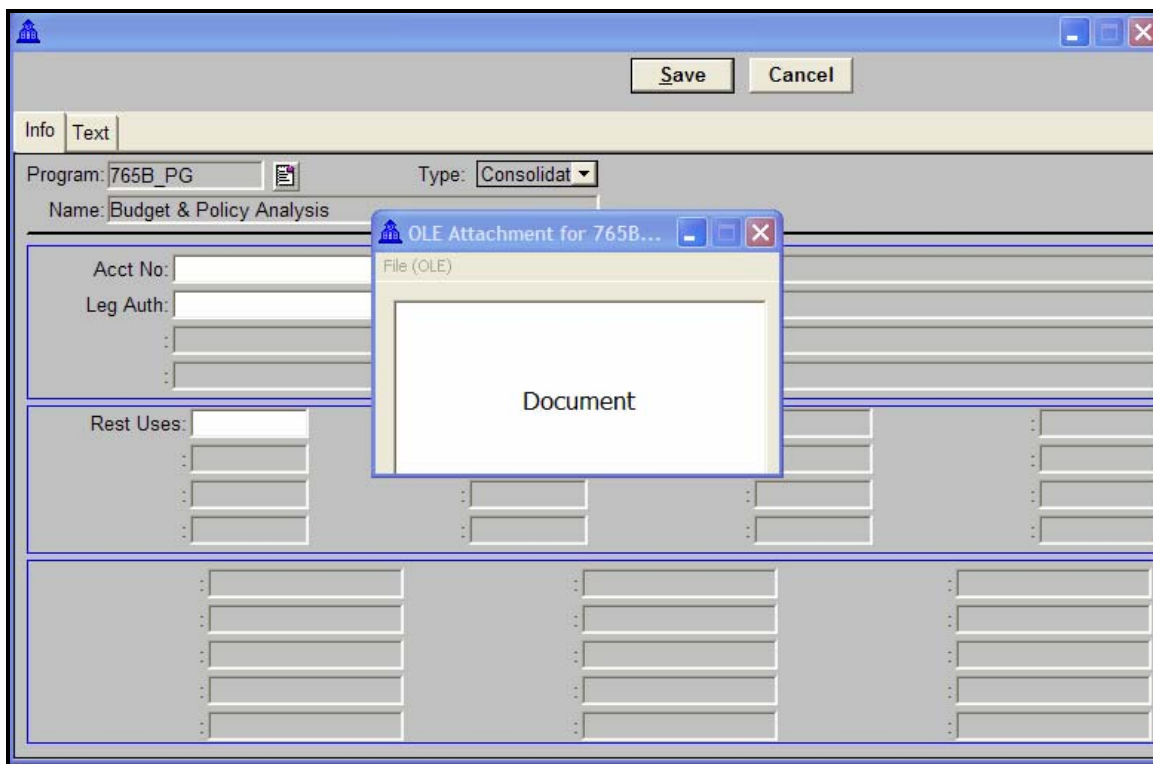 Save Cancel
Info Text
Program: 765B_PG Type: Consolidat
Name: Budget & Policy Analysis
OLE Attachment for 765B...
File (OLE)
Acct No:
Leg Auth:
:
:
Document
Rest Uses: :
: :
: : : :
: : : :
: : :
: : :
: : :
: : :
: : :